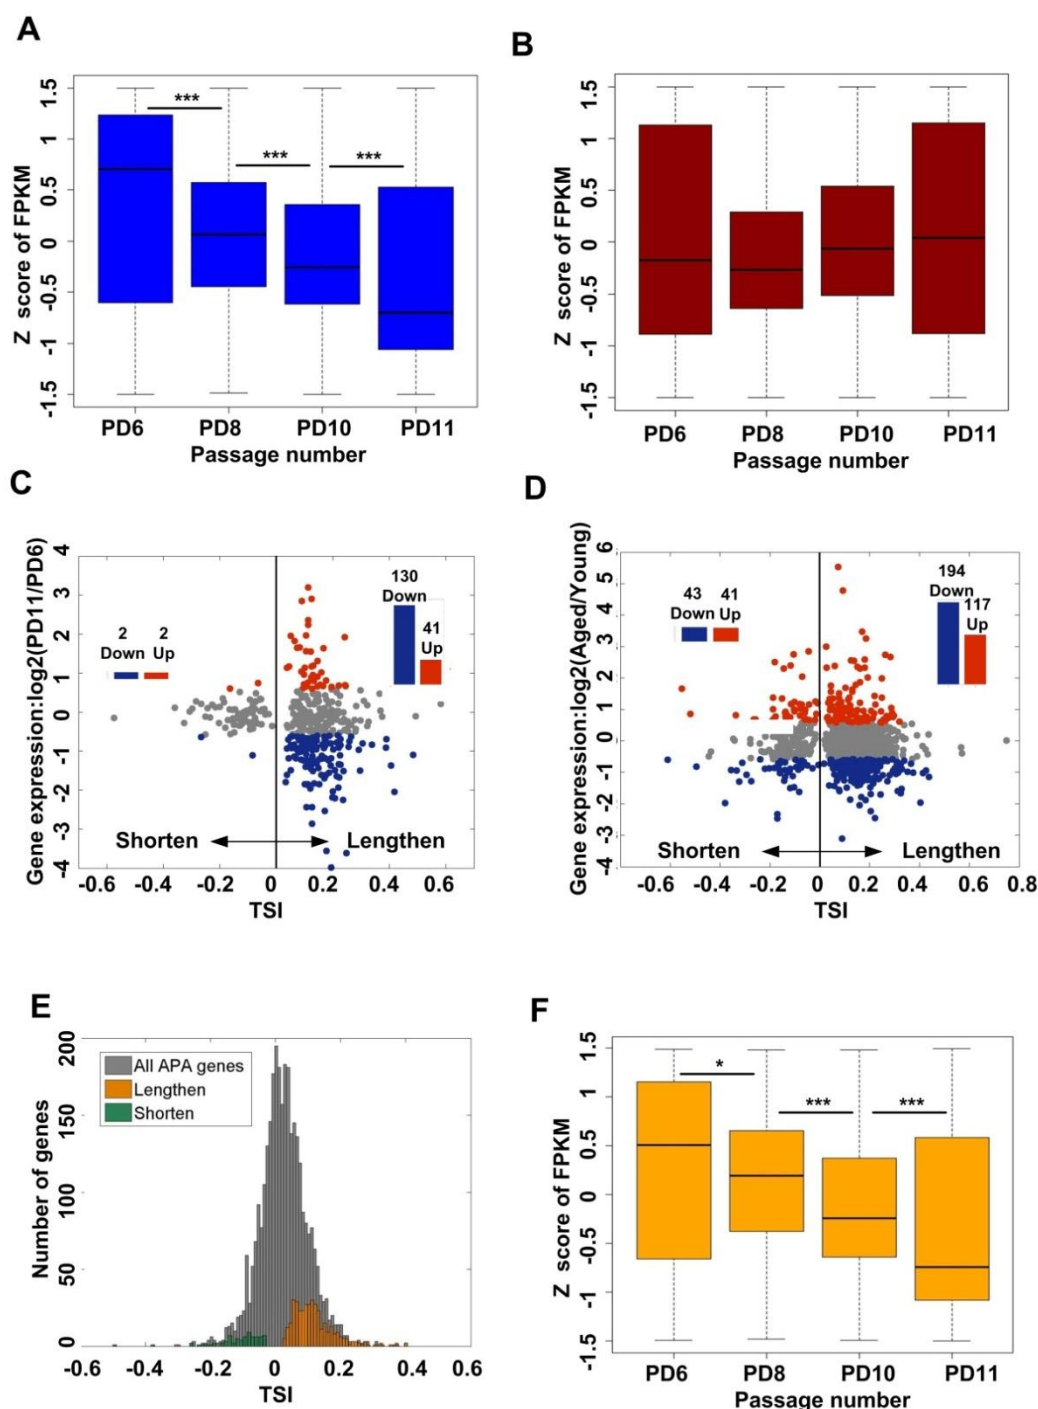 A
Z score of FPKM
1.5
1
0.5
0
-0.5
-1
-1.5
***
***
***
PD6 PD8 PD10 PD11
Passage number
B
Z score of FPKM
1.5
1
0.5
0
-0.5
-1
-1.5
PD6 PD8 PD10 PD11
Passage number
C
Gene expression:log2(PD11/PD6)
4
3
2
1
0
-1
-2
-3
-4
2 2
Down Up
130
Down
41
Up
Shorten Lengthen
-0.6 -0.4 -0.2 0 0.2 0.4 0.6
TSI
D
Gene expression:log2(Aged/Young)
6
5
4
3
2
1
0
-1
-2
-3
-4
43 41
Down Up
194
Down
117
Up
Shorten Lengthen
-0.6 -0.4 -0.2 0 0.2 0.4 0.6 0.8
TSI
E
Number of genes
200
150
100
50
0
All APA genes
Lengthen
Shorten
-0.6 -0.4 -0.2 0 0.2 0.4 0.6
TSI
F
Z score of FPKM
1.5
1
0.5
0
-0.5
-1
-1.5
*
***
***
PD6 PD8 PD10 PD11
Passage number